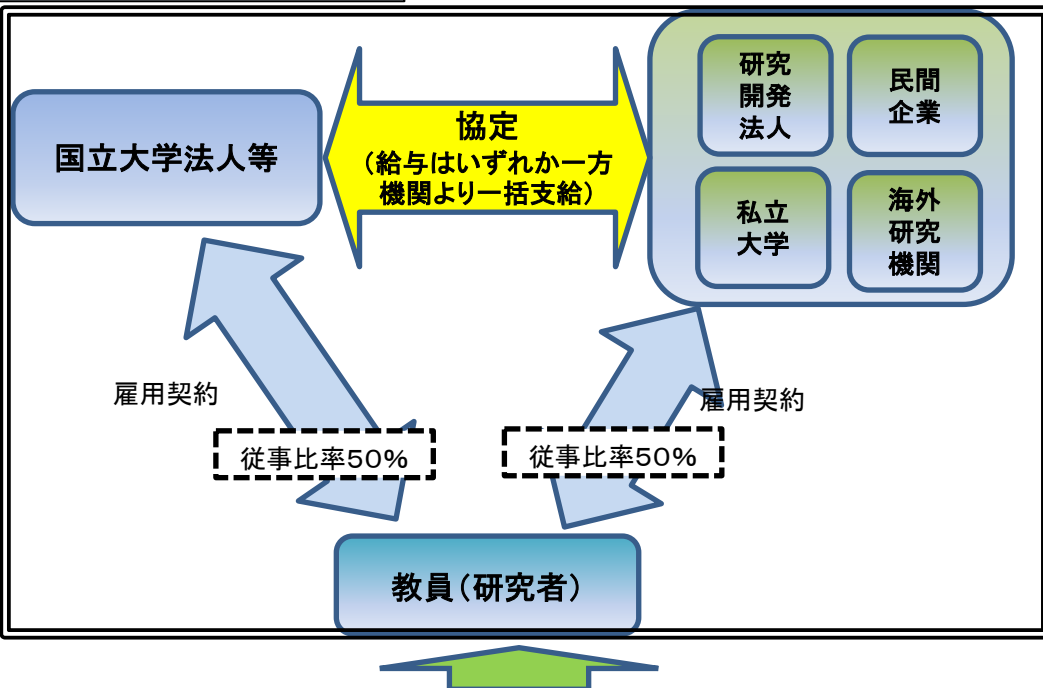 国立大学法人等
協定
(給与はいずれか一方
機関より一括支給)
研究
開発
法人
民間
企業
私立
大学
海外
研究
機関
雇用契約
従事比率50%
雇用契約
従事比率50%
教員(研究者)